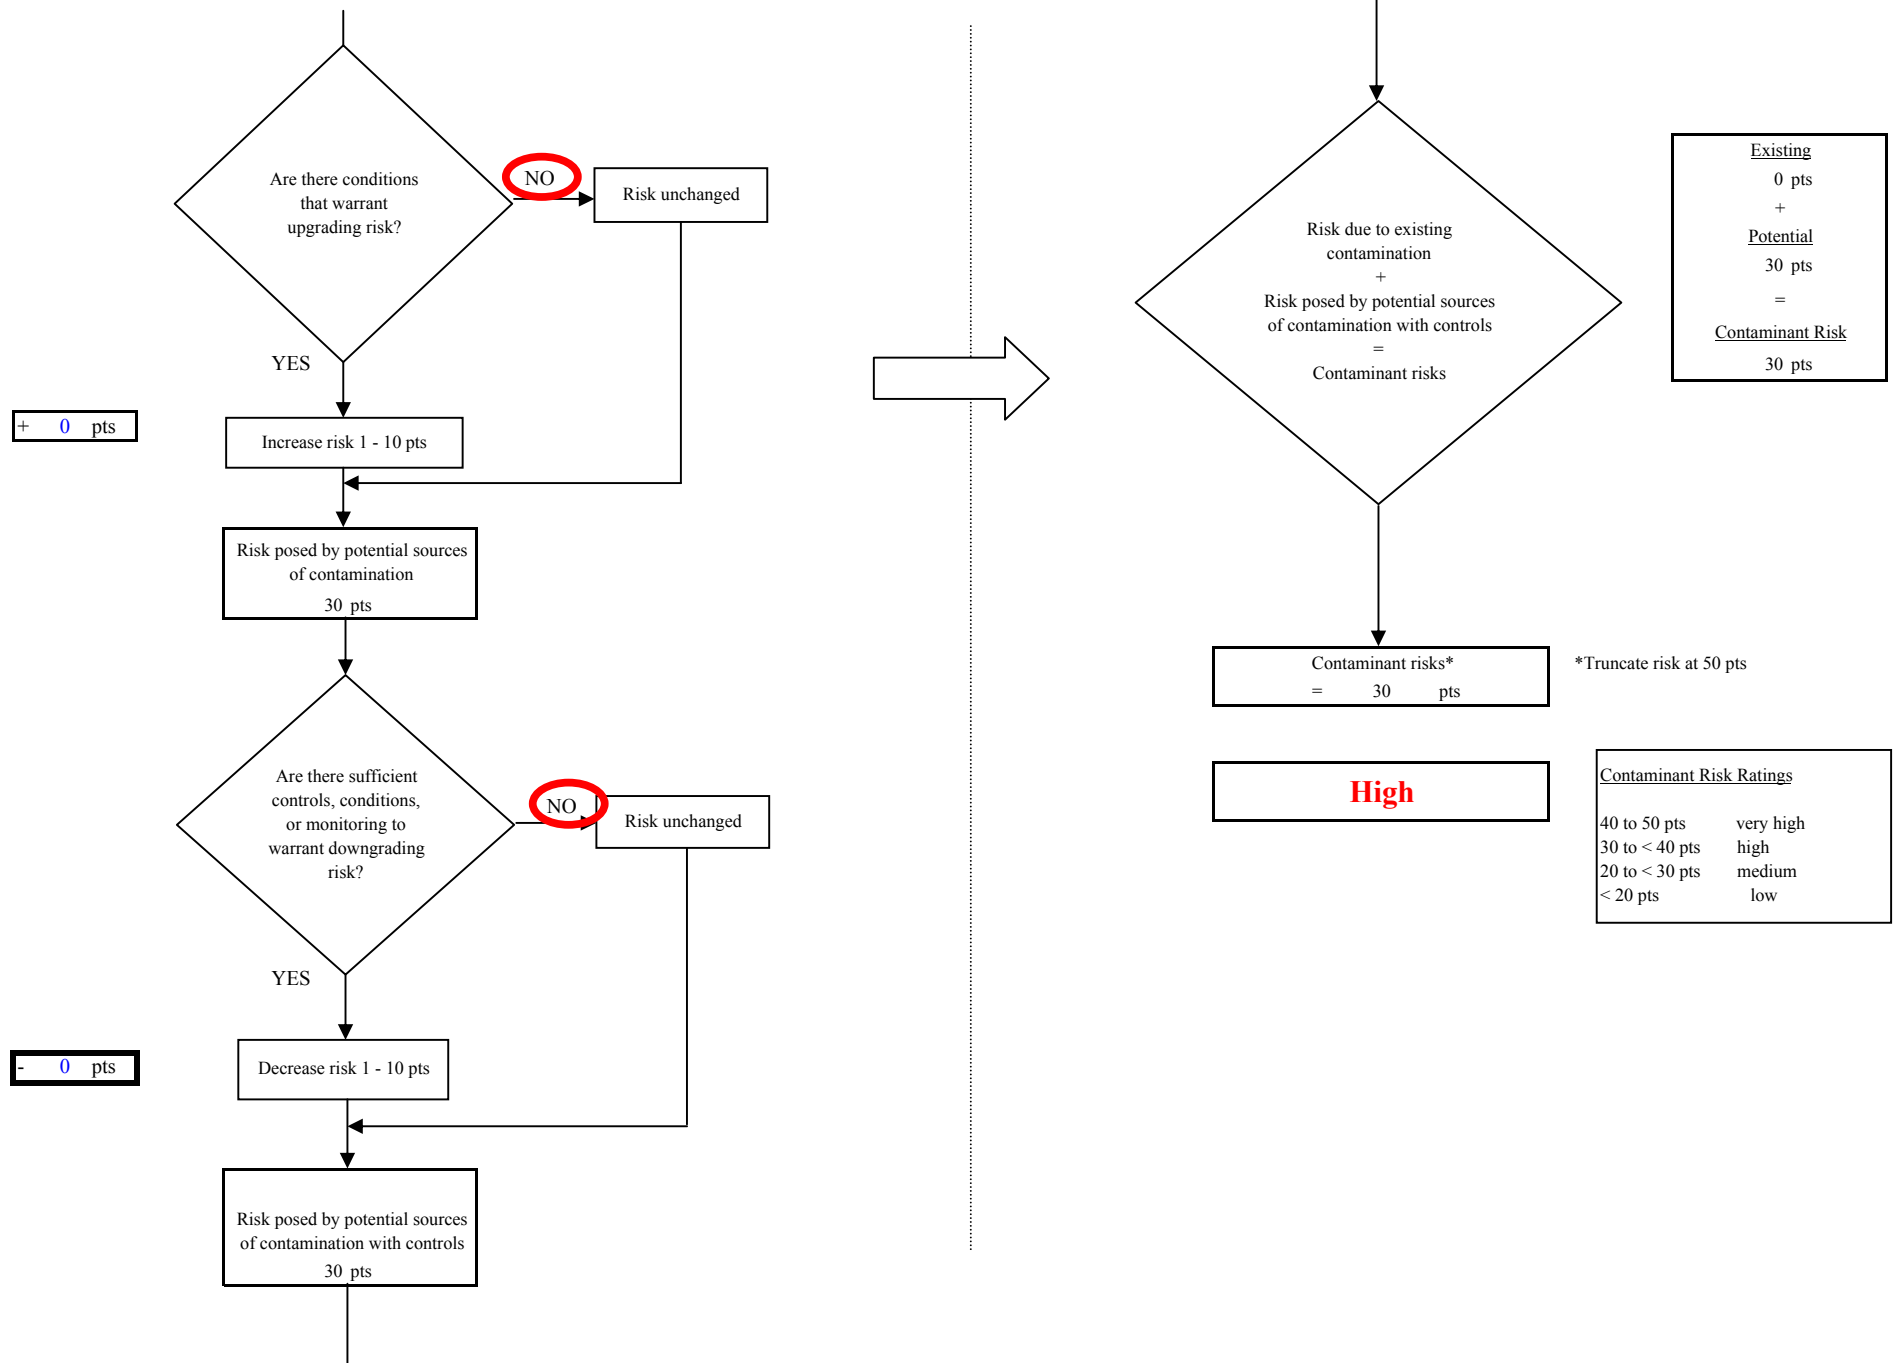 Are there conditions
that warrant
upgrading risk?
NO
Risk unchanged
YES
+ 0 pts
Increase risk 1 - 10 pts
Risk posed by potential sources
of contamination
30 pts
Are there sufficient
controls, conditions,
or monitoring to
warrant downgrading
risk?
NO
Risk unchanged
YES
- 0 pts
Decrease risk 1 - 10 pts
Risk posed by potential sources
of contamination with controls
30 pts
Risk due to existing
contamination
+
Risk posed by potential sources
of contamination with controls
=
Contaminant risks
Existing
0 pts
+
Potential
30 pts
=
Contaminant Risk
30 pts
Contaminant risks*
= 30 pts
*Truncate risk at 50 pts
High
Contaminant Risk Ratings
40 to 50 pts very high
30 to < 40 pts high
20 to < 30 pts medium
< 20 pts low